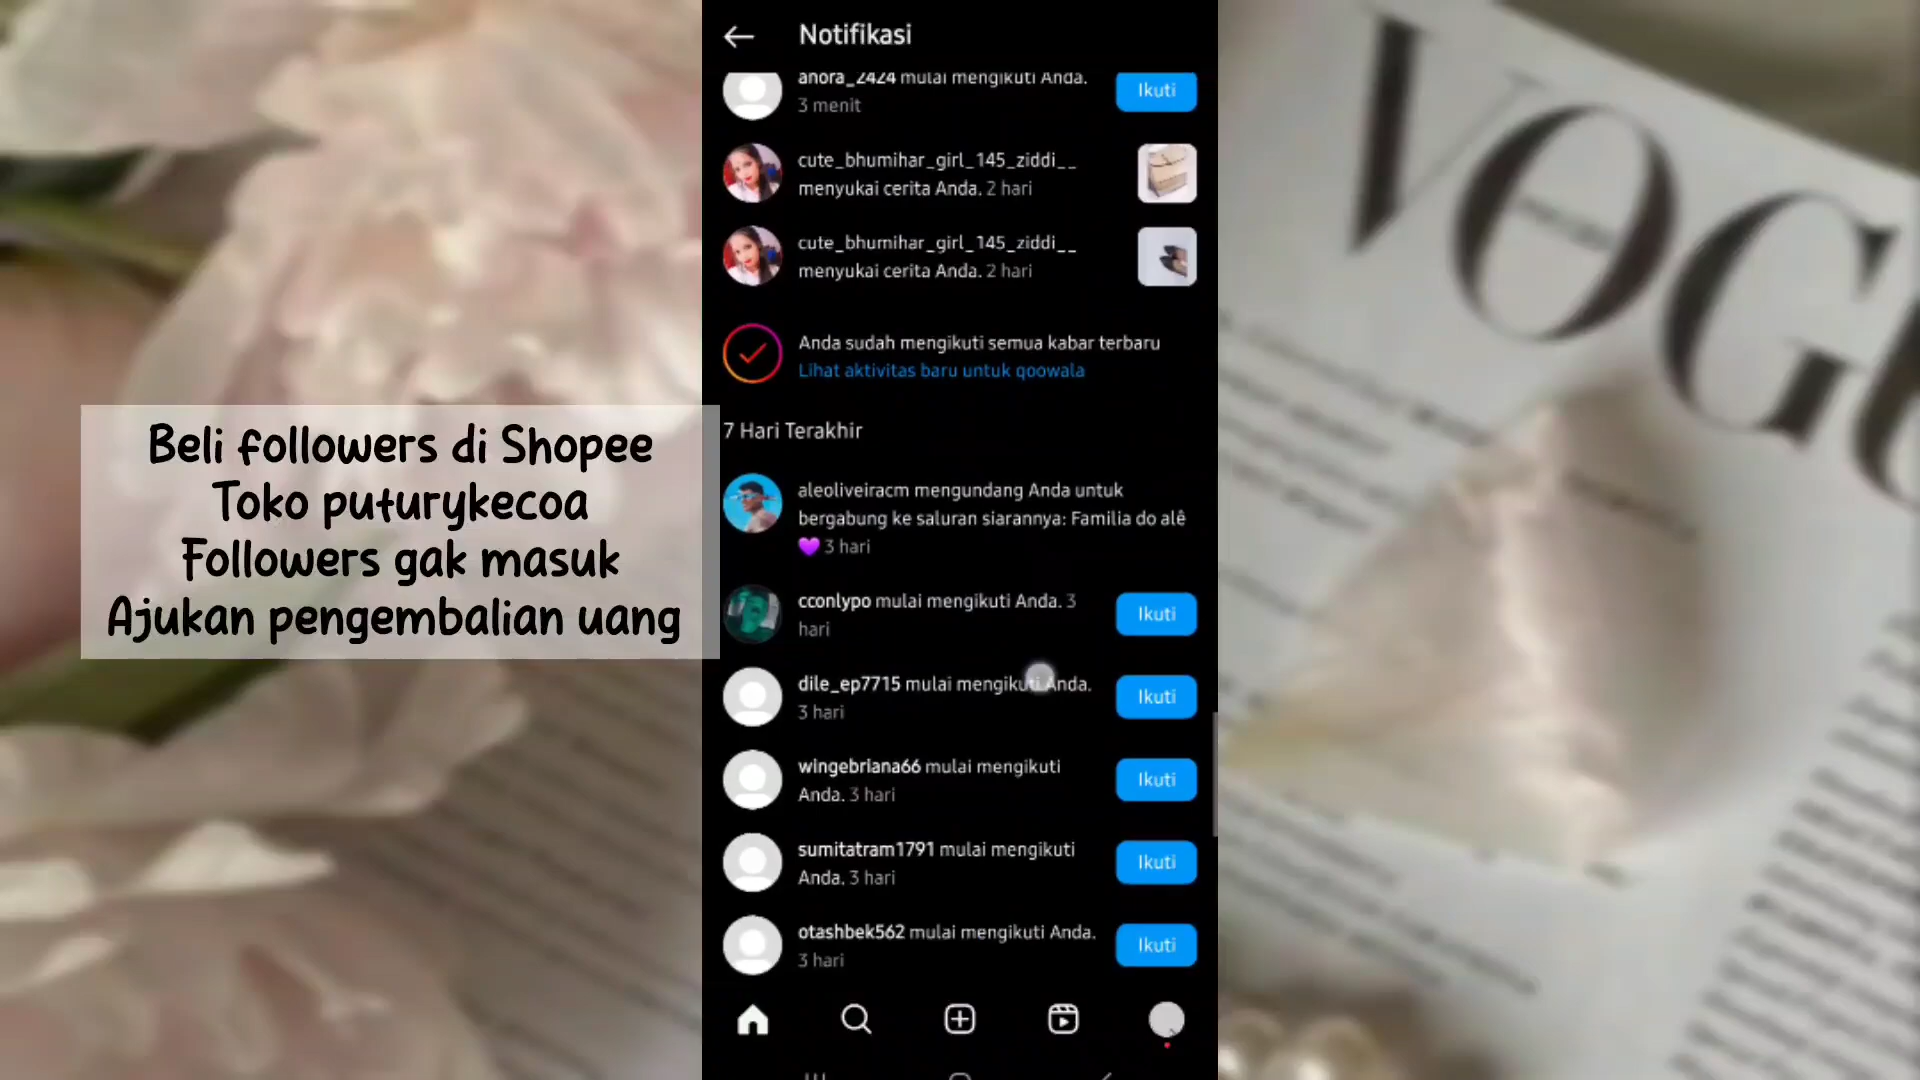 Notifikasi
anora_2424 mulai mengikuti Anda.
3 menit
Ikuti
cute_bhumihar_girl_145_ziddi__
menyukai cerita Anda. 2 hari
cute_bhumihar_girl_145_ziddi__
menyukai cerita Anda. 2 hari
Anda sudah mengikuti semua kabar terbaru
Lihat aktivitas baru untuk qoowala
7 Hari Terakhir
aleoliveiracm mengundang Anda untuk
bergabung ke saluran siarannya: Familia do alê
💜 3 hari
cconlypo mulai mengikuti Anda. 3
hari
Ikuti
dile_ep7715 mulai mengikuti Anda.
3 hari
Ikuti
wingebriana66 mulai mengikuti
Anda. 3 hari
Ikuti
sumitatram1791 mulai mengikuti
Anda. 3 hari
Ikuti
otashbek562 mulai mengikuti Anda.
3 hari
Ikuti
Beli followers di Shopee
Toko puturykecoa
Followers gak masuk
Ajukan pengembalian uang
VOGU